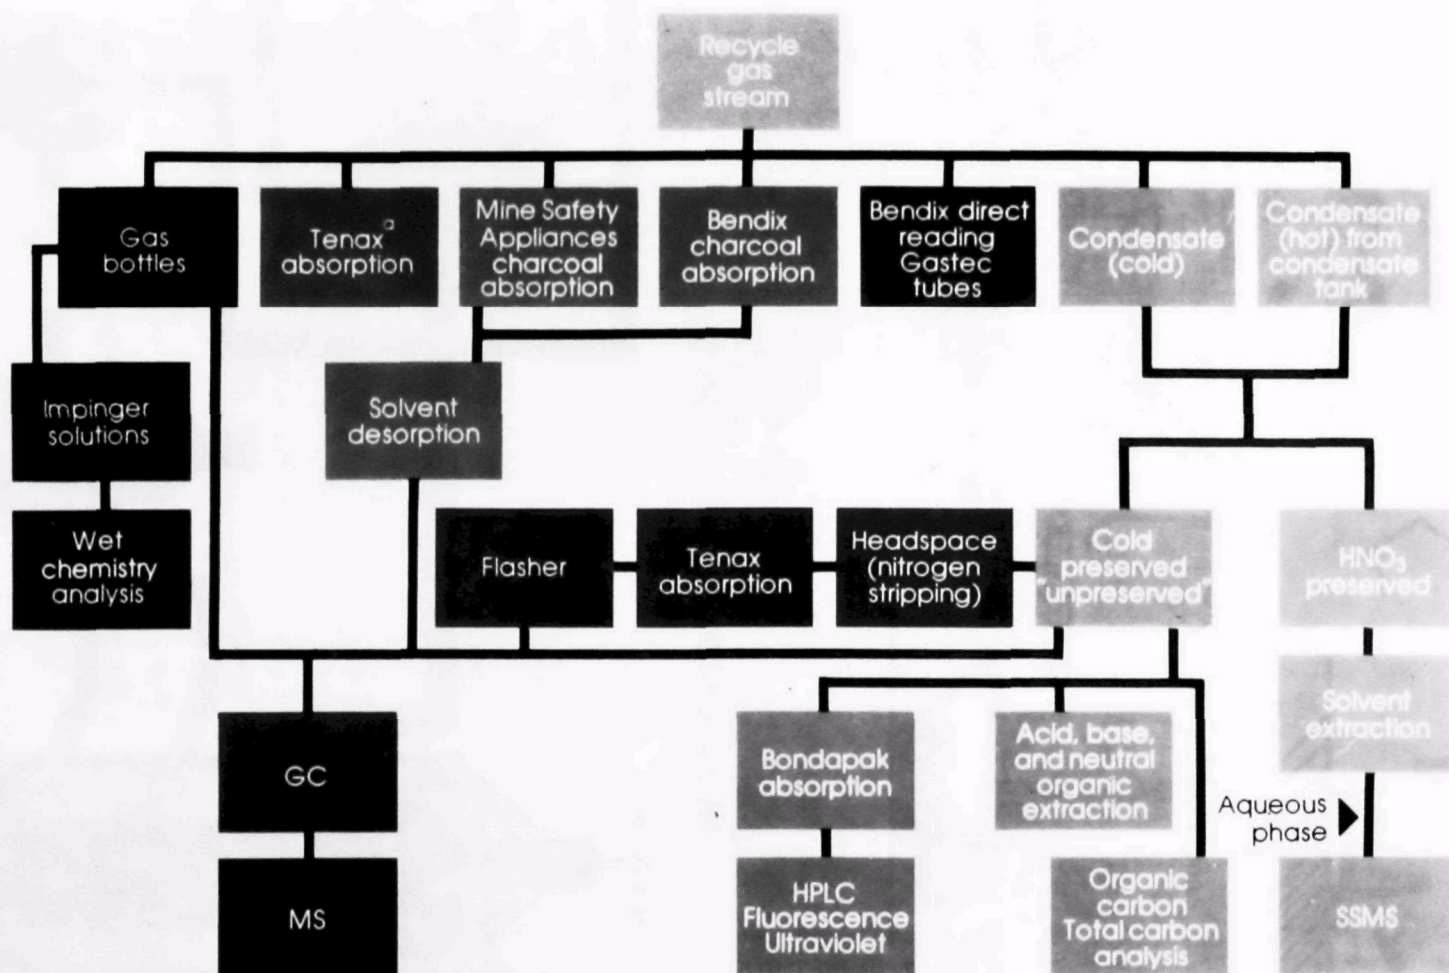 Recycle
gas
stream
Gas
bottles
Tenax a
absorption
Mine Safety
Appliances
charcoal
absorption
Bendix
charcoal
absorption
Bendix direct
reading
Gastec
tubes
Condensate
(cold)
Condensate
(hot) from
condensate
tank
Impinger
solutions
Solvent
desorption
Wet
chemistry
analysis
Flasher
Tenax
absorption
Headspace
(nitrogen
stripping)
Cold
preserved
"unpreserved"
HNO3
preserved
Solvent
extraction
GC
Bondapak
absorption
Acid, base,
and neutral
organic
extraction
Aqueous
phase
MS
HPLC
Fluorescence
Ultraviolet
Organic
carbon
Total carbon
analysis
SSMS